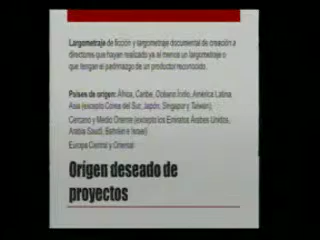 Largometraje de ficción y largometraje documental de creación a
directores que hayan realizado ya al menos un largometraje o
que tengan el padrinazgo de un productor reconocido.
Países de origen: África, Caribe, Océano Índio, América Latina
Asia (excepto Corea del Sur, Japón, Singapur y Taiwán),
Cercano y Medio Oriente (excepto los Emiratos Árabes Unidos,
Arabia Saudí, Bahréin e Israel)
Europa Central y Oriental
Origen deseado de
proyectos